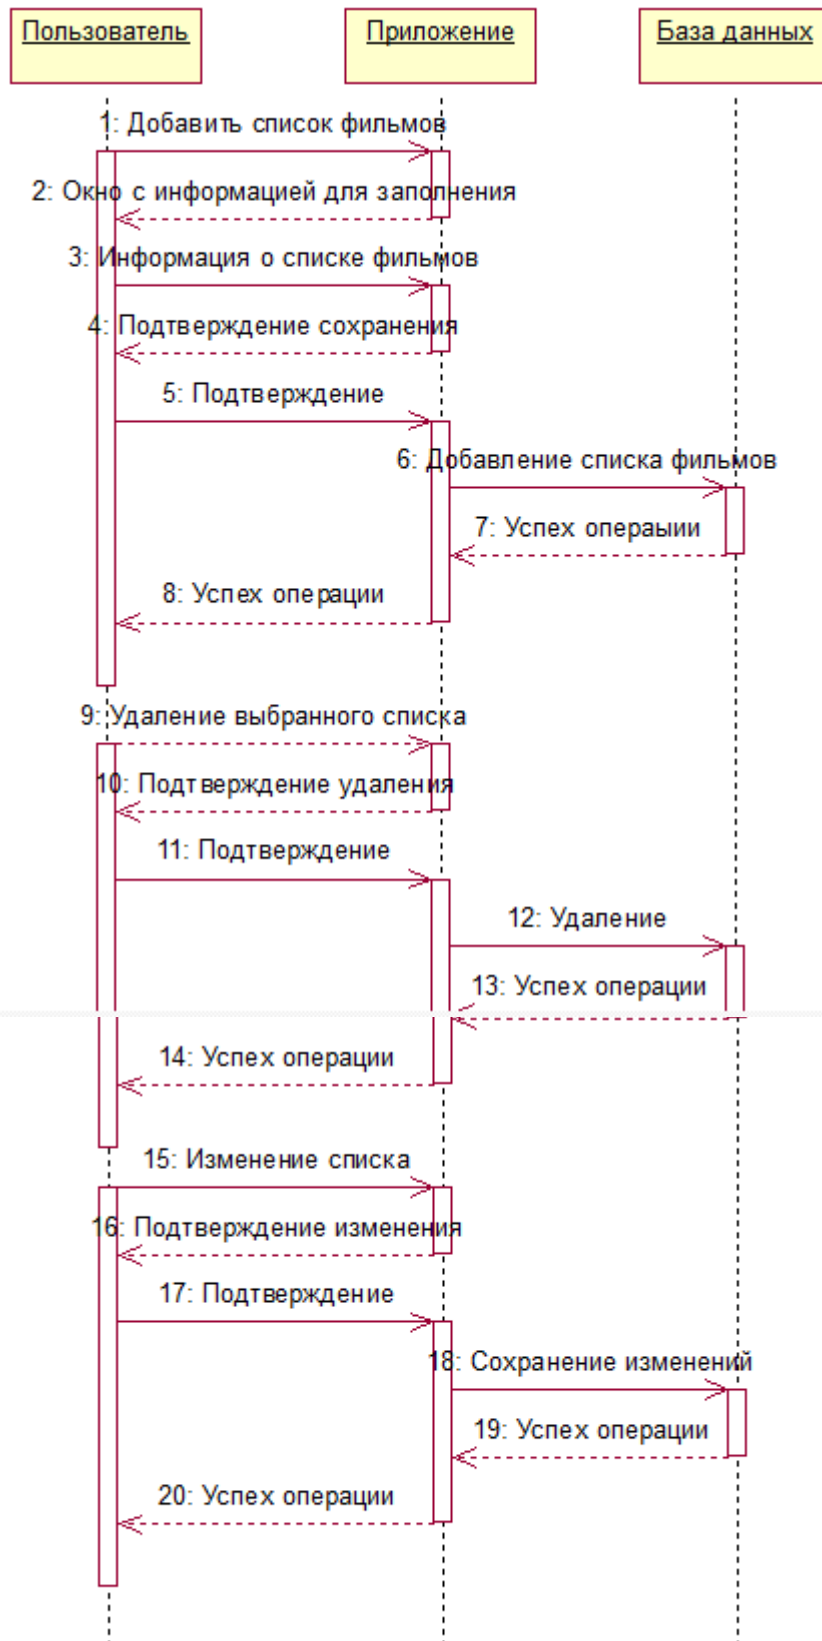 Пользователь
Приложение
База данных
1: Добавить список фильмов
2: Окно с информацией для заполнения
3: Информация о списке фильмов
4: Подтверждение сохранения
5: Подтверждение
6: Добавление списка фильмов
7: Успех операыии
8: Успех операции
9: Удаление выбранного списка
10: Подтверждение удаления
11: Подтверждение
12: Удаление
13: Успех операции
14: Успех операции
15: Изменение списка
16: Подтверждение изменения
17: Подтверждение
18: Сохранение изменений
19: Успех операции
20: Успех операции